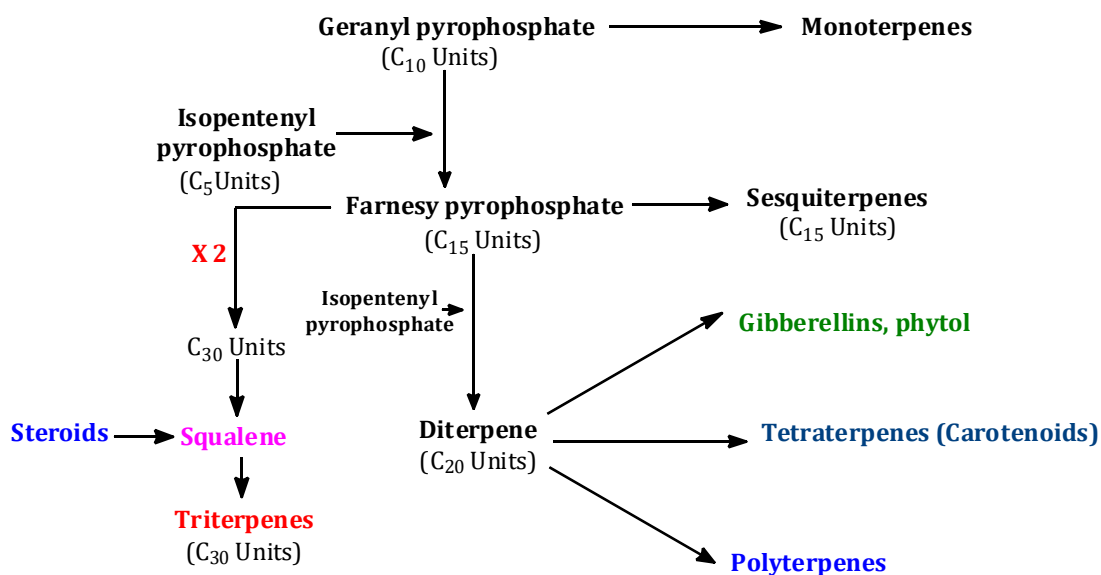 Geranyl pyrophosphate
(C₁₀ Units)
Monoterpenes
Isopentenyl
pyrophosphate
(C₅Units)
Farnesy pyrophosphate
(C₁₅ Units)
Sesquiterpenes
(C₁₅ Units)
X 2
Isopentenyl
pyrophosphate
Gibberellins, phytol
C₃₀ Units
Steroids
Squalene
Diterpene
(C₂₀ Units)
Tetraterpenes (Carotenoids)
Triterpenes
(C₃₀ Units)
Polyterpenes